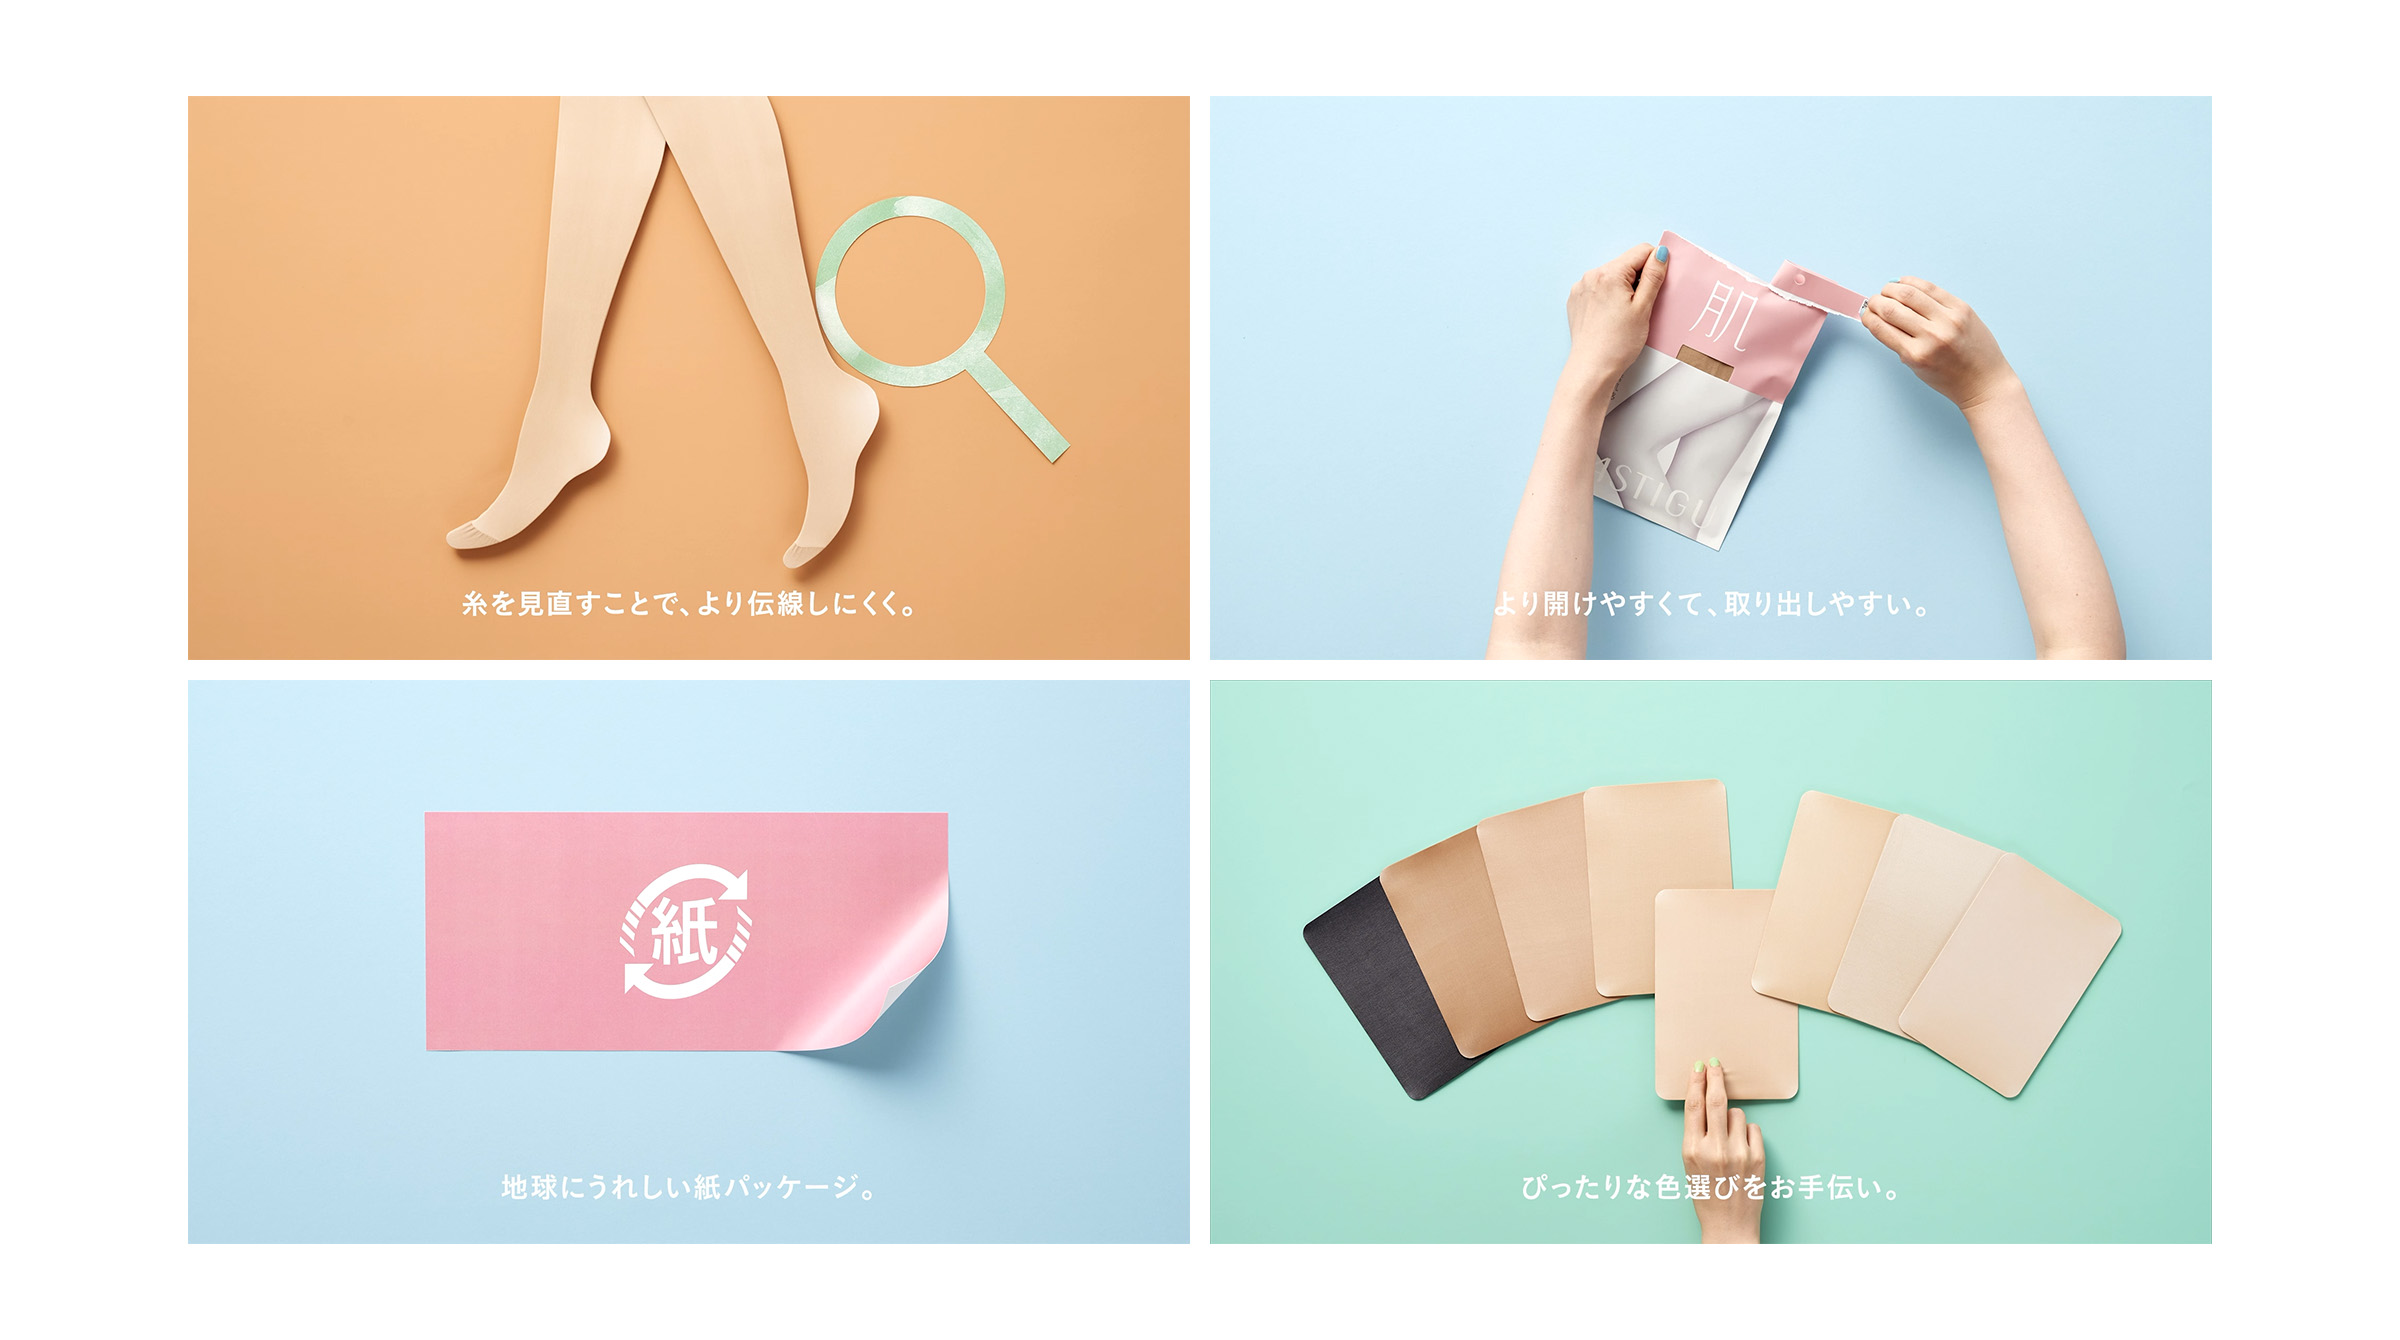 糸を見直すことで、より伝線しにくく。
肌
MSTIGU
より開けやすくて、取り出しやすい。
紙
地球にうれしい紙パッケージ。
ぴったりな色選びをお手伝い。